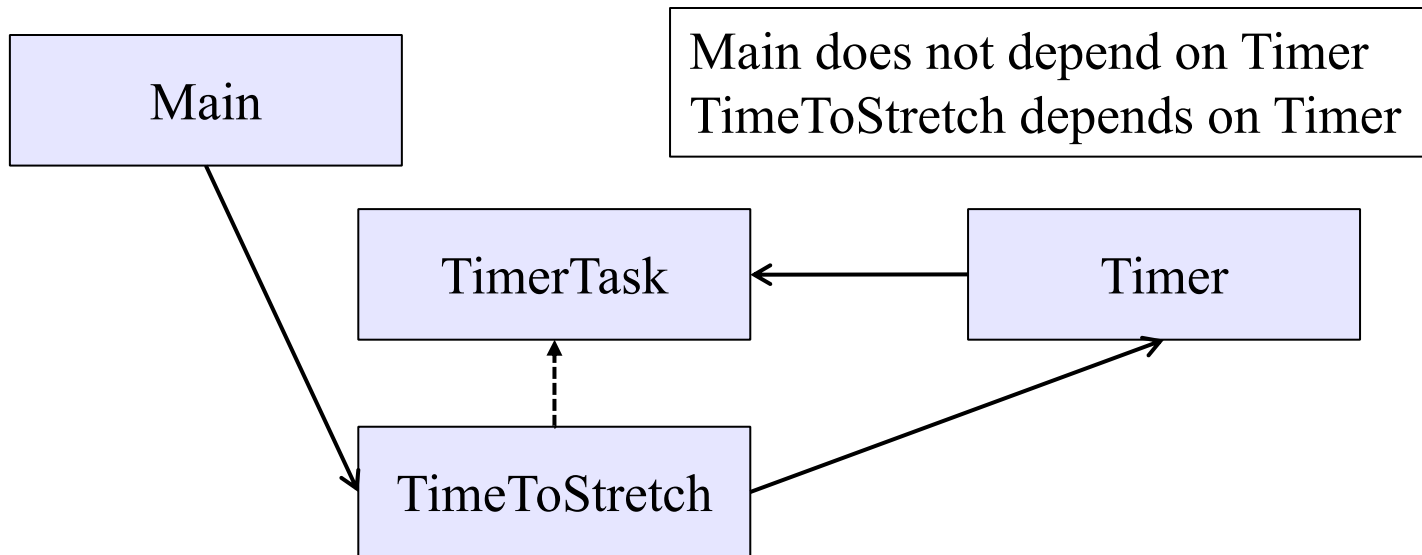 Main does not depend on Timer
TimeToStretch depends on Timer
Main
TimerTask
Timer
TimeToStretch